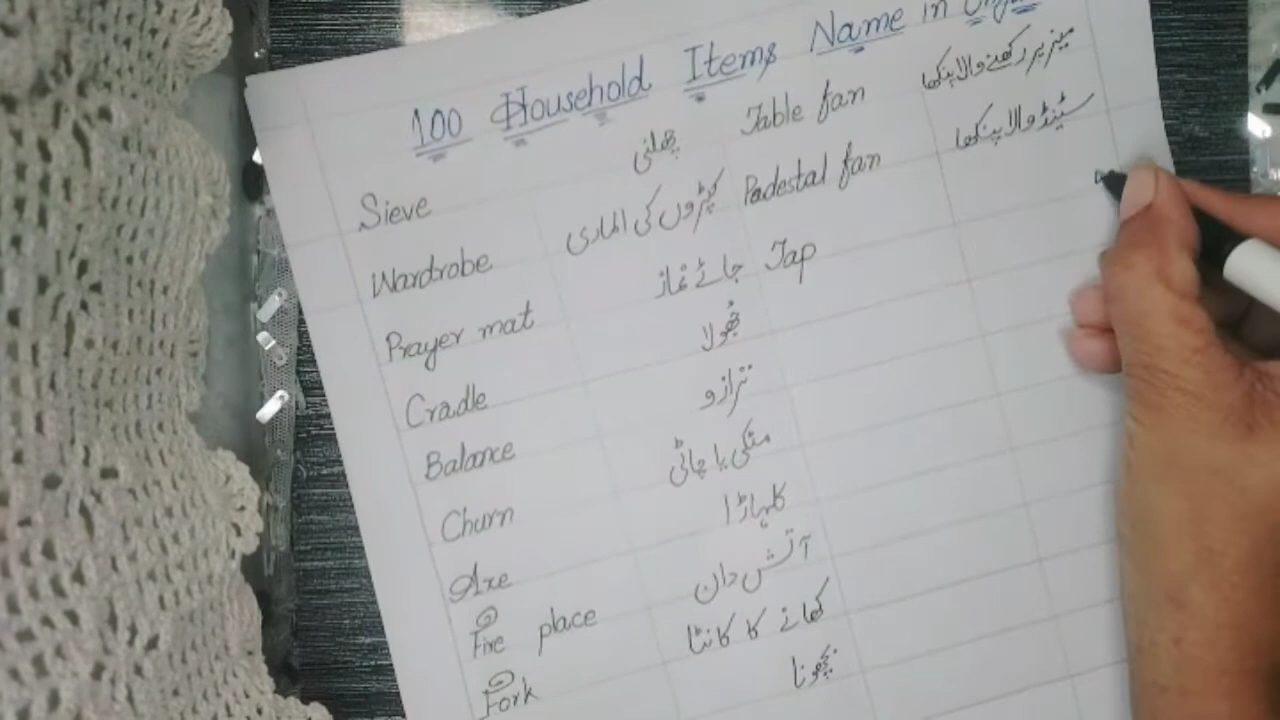 100 Household Items Name in
Sieve چھلنی Table fan میز پر رکھنے والا پنکھا
Wardrobe کپڑوں کی الماری Padestal fan سٹینڈ والا پنکھا
Prayer mat جائے نماز Tap
Cradle جُھولا
Balance ترازو
Churn مٹکی یا چاٹی
Axe کلہاڑا
Fire place آتش دان
Fork کھانے کا کانٹا
بچھونا